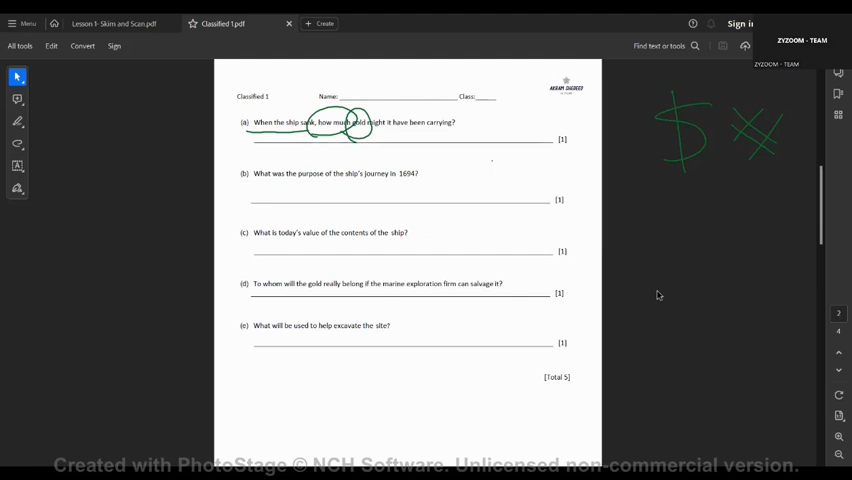 Menu
Lesson 1- Skim and Scan.pdf
Classified 1.pdf
Create
Sign in
All tools
Edit
Convert
Sign
Find text or tools
ZYZOOM - TEAM
ZYZOOM - TEAM
AKRAM SHEDEED
Classified 1 Name: Class:
(a) When the ship sank, how much gold might it have been carrying?
[1]
(b) What was the purpose of the ship's journey in 1694?
[1]
(c) What is today's value of the contents of the ship?
[1]
(d) To whom will the gold really belong if the marine exploration firm can salvage it?
[1]
(e) What will be used to help excavate the site?
[1]
[Total 5]
$
2
4
Created with PhotoStage © NCH Software. Unlicensed non-commercial version.